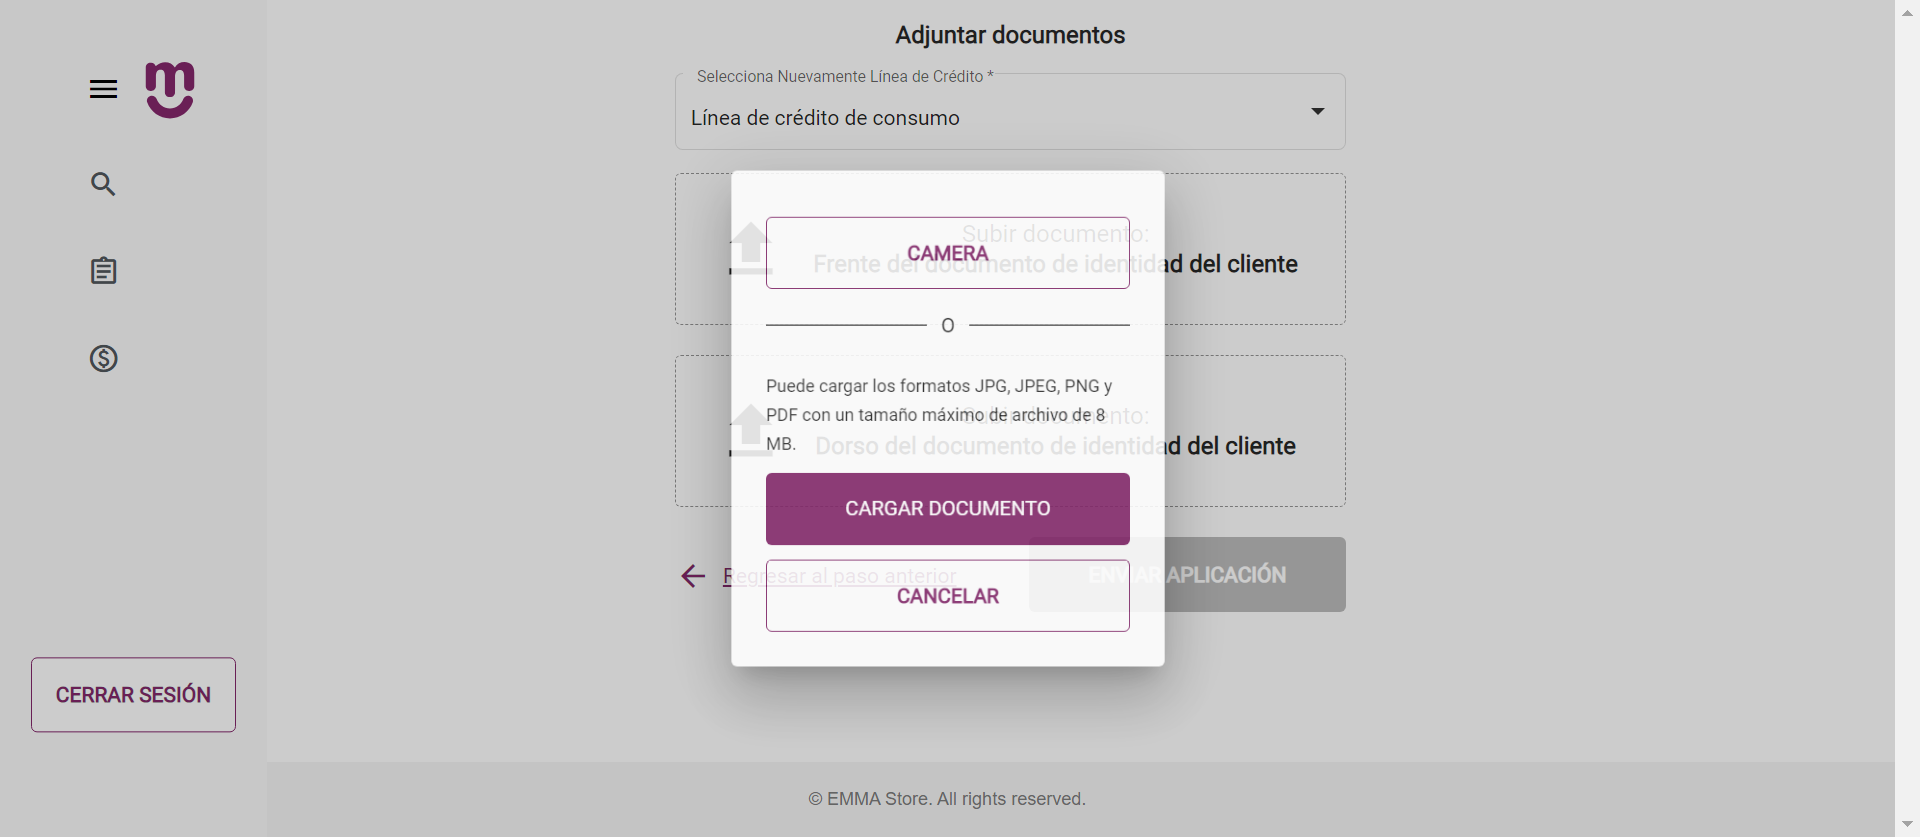 Adjuntar documentos
Selecciona Nuevamente Línea de Crédito *
Línea de crédito de consumo
Subir documento:
Frente del documento de identidad del cliente
CAMERA
O
Puede cargar los formatos JPG, JPEG, PNG y
PDF con un tamaño máximo de archivo de 8
MB.
Subir documento:
Dorso del documento de identidad del cliente
CARGAR DOCUMENTO
Regresar al paso anterior
ENVIAR APLICACIÓN
CANCELAR
CERRAR SESIÓN
© EMMA Store. All rights reserved.